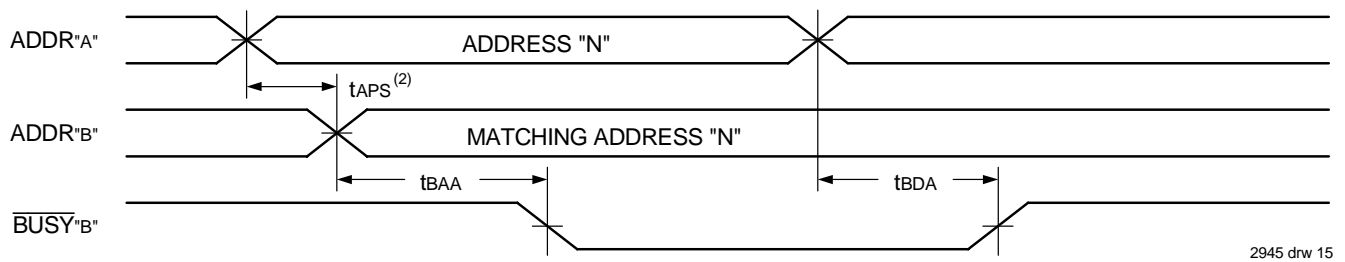 ADDR"A"
ADDRESS "N"
tAPS(2)
ADDR"B"
MATCHING ADDRESS "N"
tBAA
tBDA
BUSY"B"
2945 drw 15